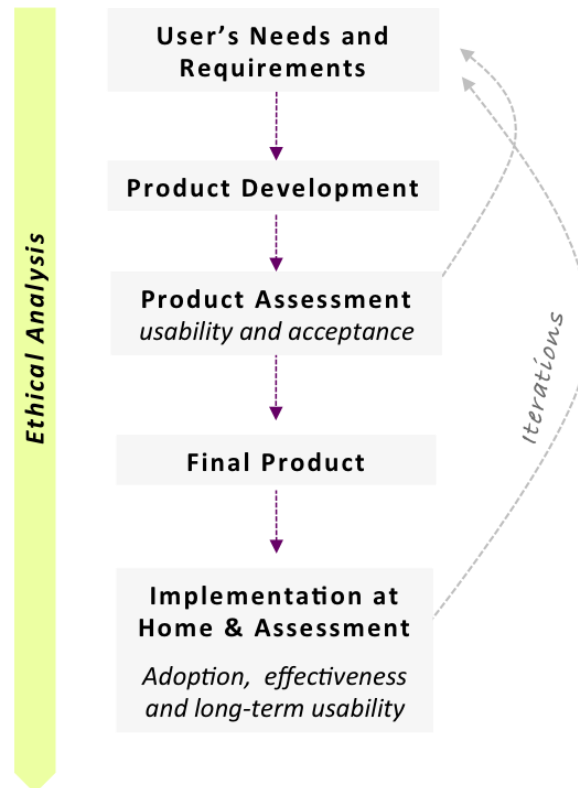 User’s Needs and
Requirements
Product Development
Product Assessment
usability and acceptance
Final Product
Implementation at
Home & Assessment
Adoption, effectiveness
and long-term usability
Ethical Analysis
Iterations